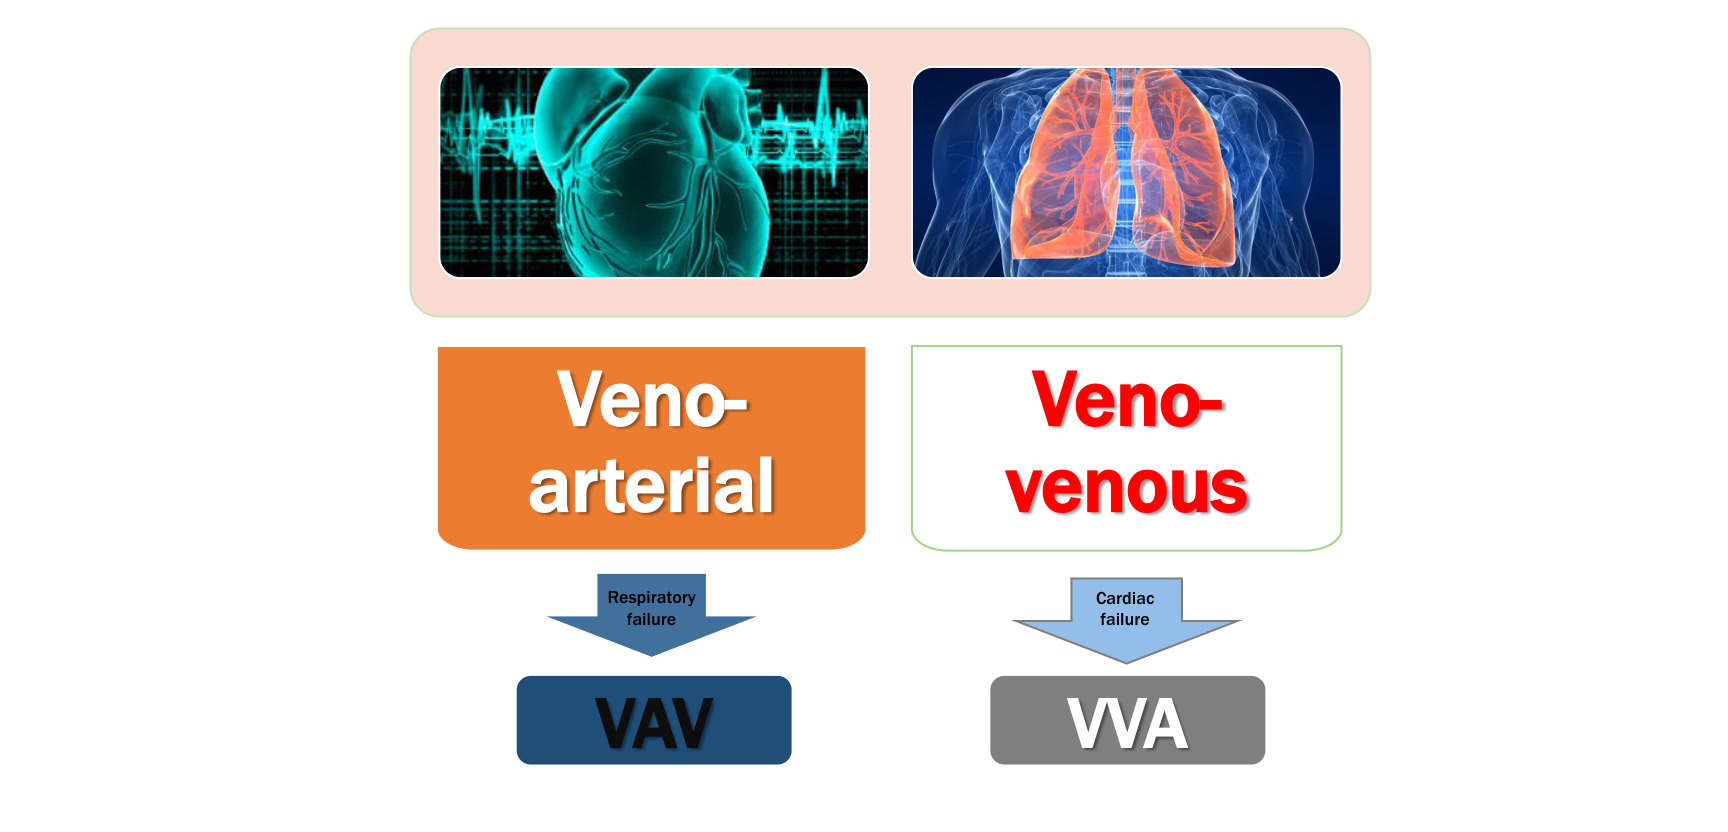 Veno-
arterial
Veno-
venous
Respiratory
failure
Cardiac
failure
VAV
VVA